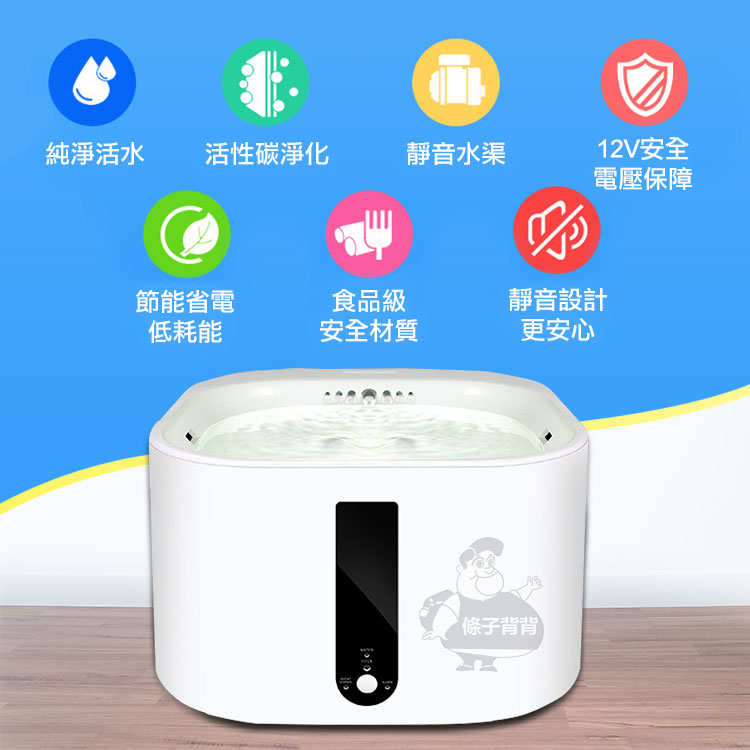 純淨活水
活性碳淨化
靜音水渠
12V安全
電壓保障
節能省電
低耗能
食品級
安全材質
靜音設計
更安心
條子背背
WATER